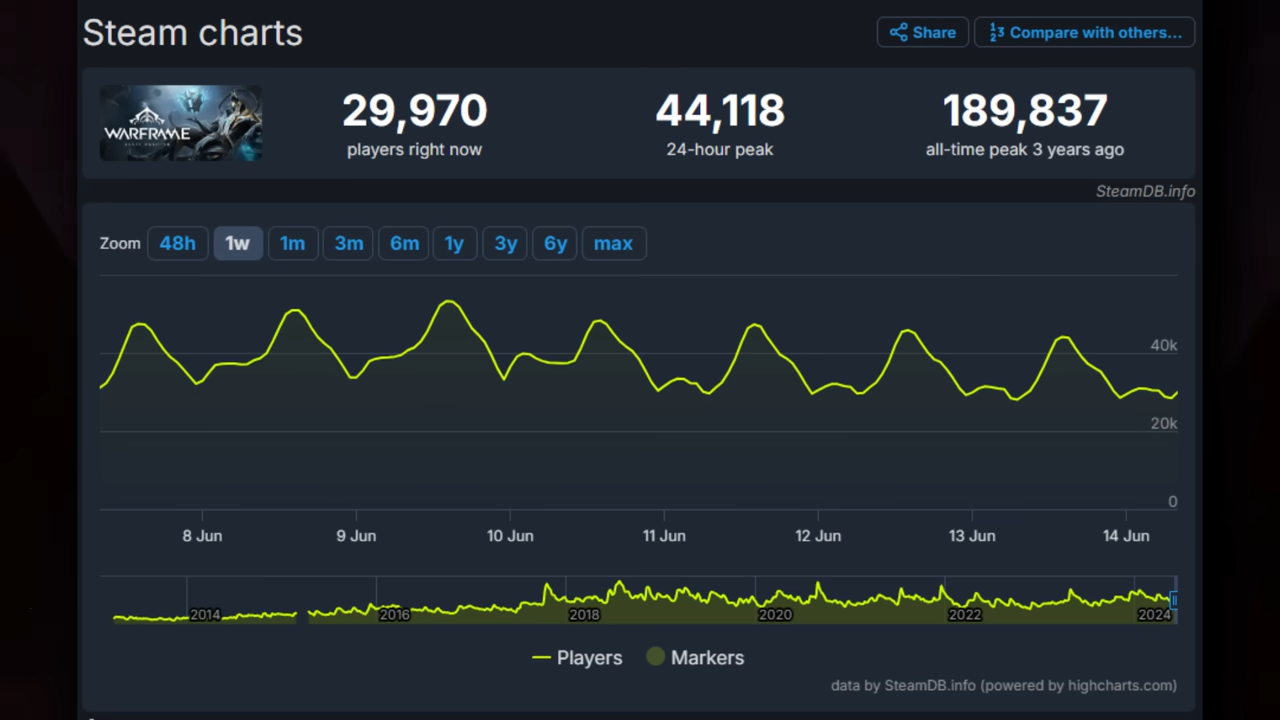 Steam charts
Share
Compare with others...
WARFRAME
29,970
players right now
44,118
24-hour peak
189,837
all-time peak 3 years ago
SteamDB.info
Zoom 48h 1w 1m 3m 6m 1y 3y 6y max
40k
20k
0
8 Jun 9 Jun 10 Jun 11 Jun 12 Jun 13 Jun 14 Jun
2014 2016 2018 2020 2022 2024
Players Markers
data by SteamDB.info (powered by highcharts.com)